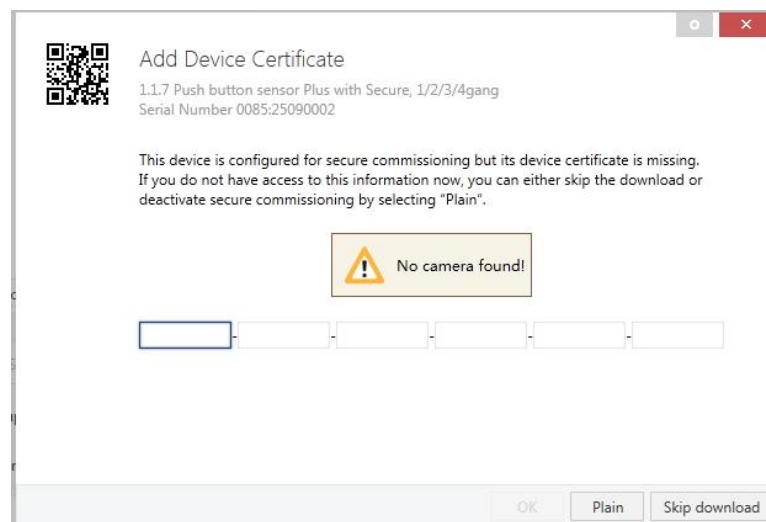 Add Device Certificate
1.1.7 Push button sensor Plus with Secure, 1/2/3/4gang
Serial Number 0085:25090002
This device is configured for secure commissioning but its device certificate is missing.
If you do not have access to this information now, you can either skip the download or
deactivate secure commissioning by selecting "Plain".
No camera found!
- - - - -
OK Plain Skip download